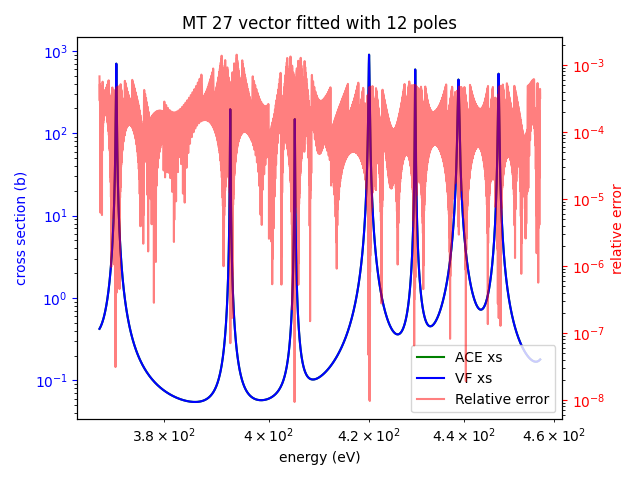 MT 27 vector fitted with 12 poles
10³
10²
10¹
10⁰
10⁻¹
cross section (b)
10⁻³
10⁻⁴
10⁻⁵
10⁻⁶
10⁻⁷
10⁻⁸
relative error
ACE xs
VF xs
Relative error
3.8 × 10² 4 × 10² 4.2 × 10² 4.4 × 10² 4.6 × 10²
energy (eV)